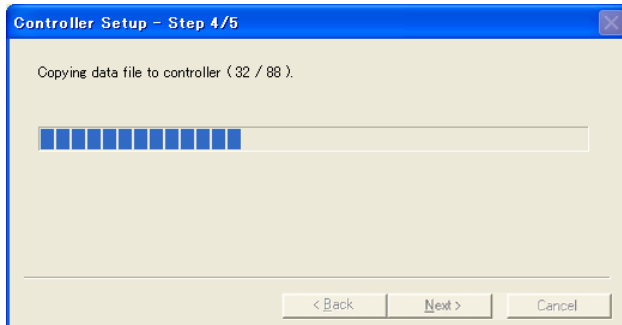 Controller Setup - Step 4/5
Copying data file to controller ( 32 / 88 ).
< Back
Next >
Cancel